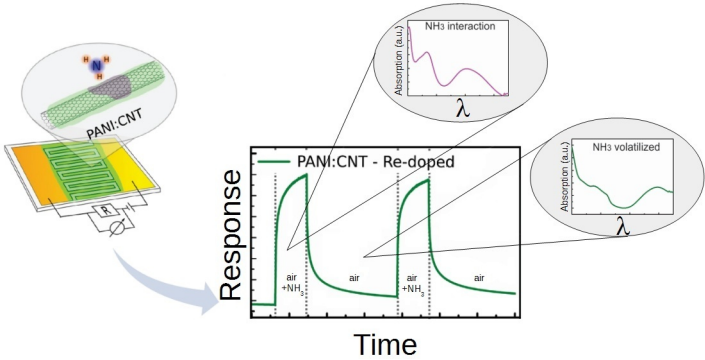 H
H
N
H
PANI:CNT
R
NH3 interaction
Absorption (a.u.)
λ
NH3 volatilized
Absorption (a.u.)
λ
PANI:CNT - Re-doped
Response
air
+NH3
air
air
+NH3
air
Time